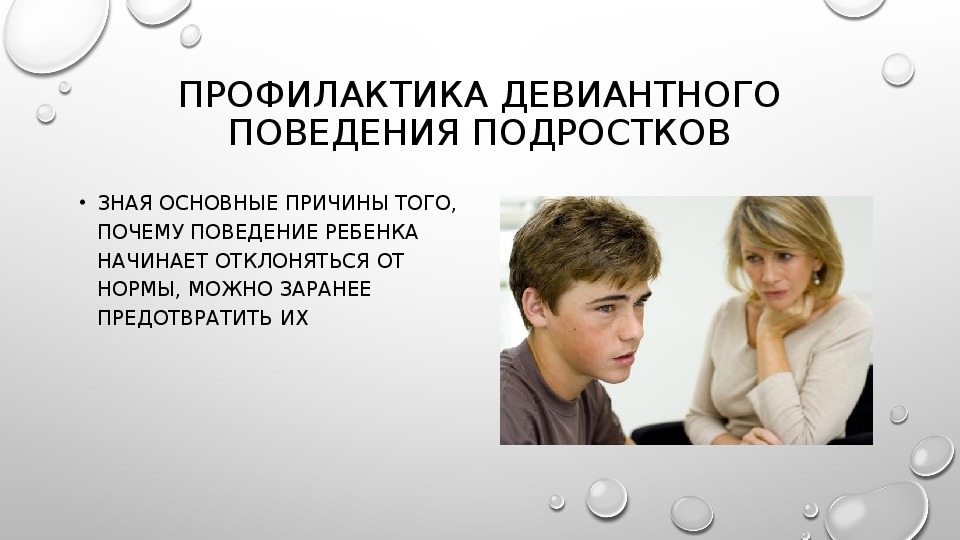 ПРОФИЛАКТИКА ДЕВИАНТНОГО
ПОВЕДЕНИЯ ПОДРОСТКОВ
• ЗНАЯ ОСНОВНЫЕ ПРИЧИНЫ ТОГО,
ПОЧЕМУ ПОВЕДЕНИЕ РЕБЕНКА
НАЧИНАЕТ ОТКЛОНЯТЬСЯ ОТ
НОРМЫ, МОЖНО ЗАРАНЕЕ
ПРЕДОТВРАТИТЬ ИХ